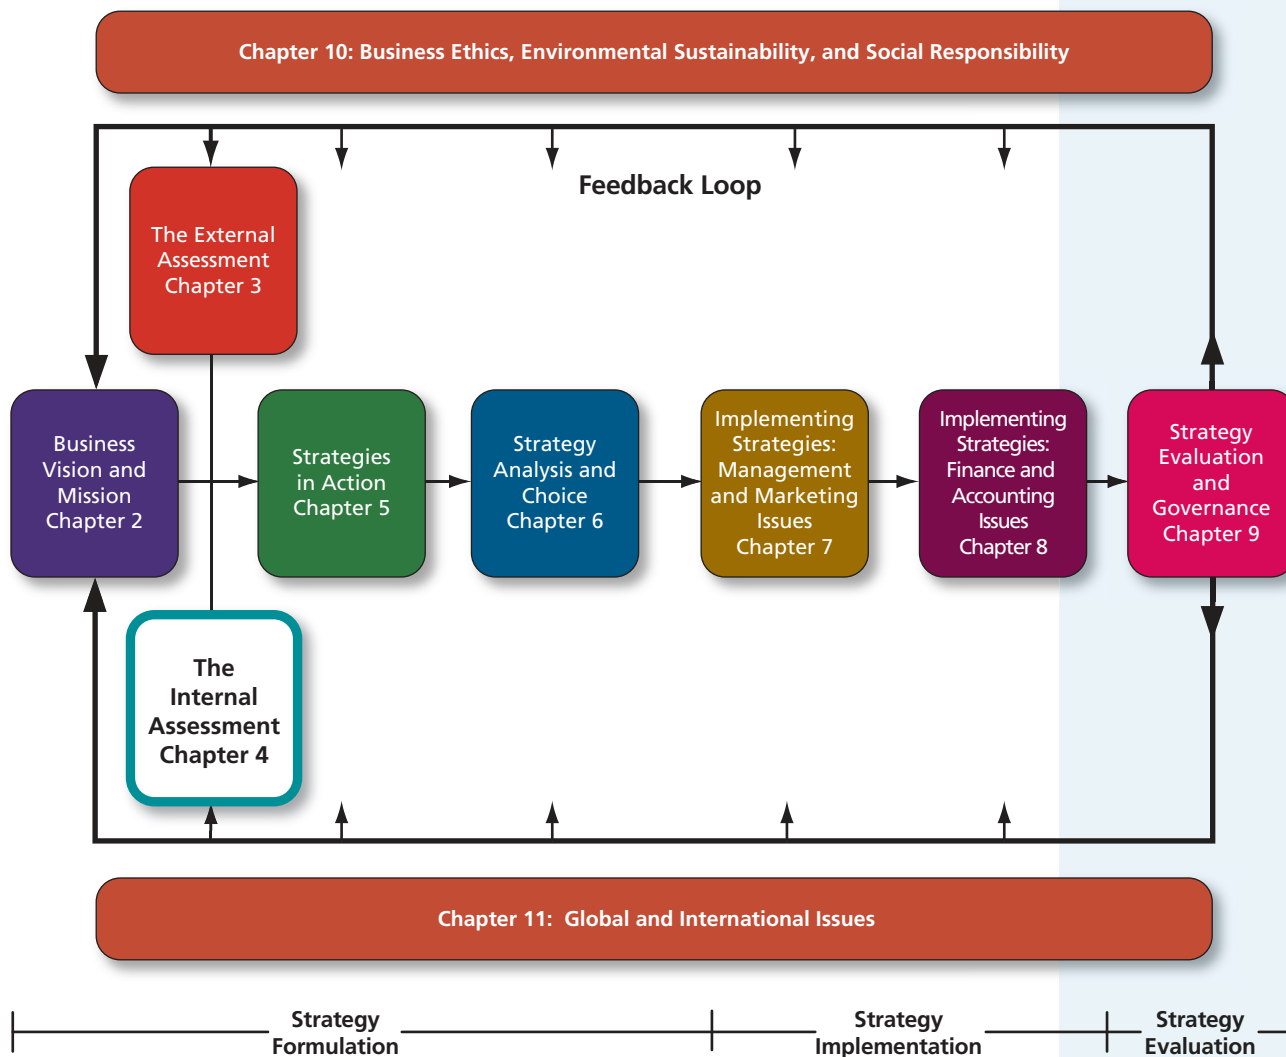 Chapter 10: Business Ethics, Environmental Sustainability, and Social Responsibility
Feedback Loop
The External
Assessment
Chapter 3
Business
Vision and
Mission
Chapter 2
Strategies
in Action
Chapter 5
Strategy
Analysis and
Choice
Chapter 6
Implementing
Strategies:
Management
and Marketing
Issues
Chapter 7
Implementing
Strategies:
Finance and
Accounting
Issues
Chapter 8
Strategy
Evaluation
and
Governance
Chapter 9
The
Internal
Assessment
Chapter 4
Chapter 11: Global and International Issues
Strategy
Formulation
Strategy
Implementation
Strategy
Evaluation